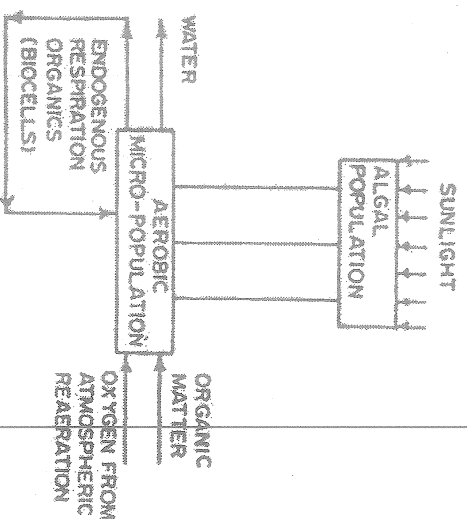 SUNLIGHT
ALGAL
POPULATION
AEROBIC
MICRO-POPULATION
WATER
ENDOGENOUS
RESPIRATION
ORGANICS
(BIOCELLS)
ORGANIC
MATTER
OXYGEN FROM
ATMOSPHERIC
REAERATION